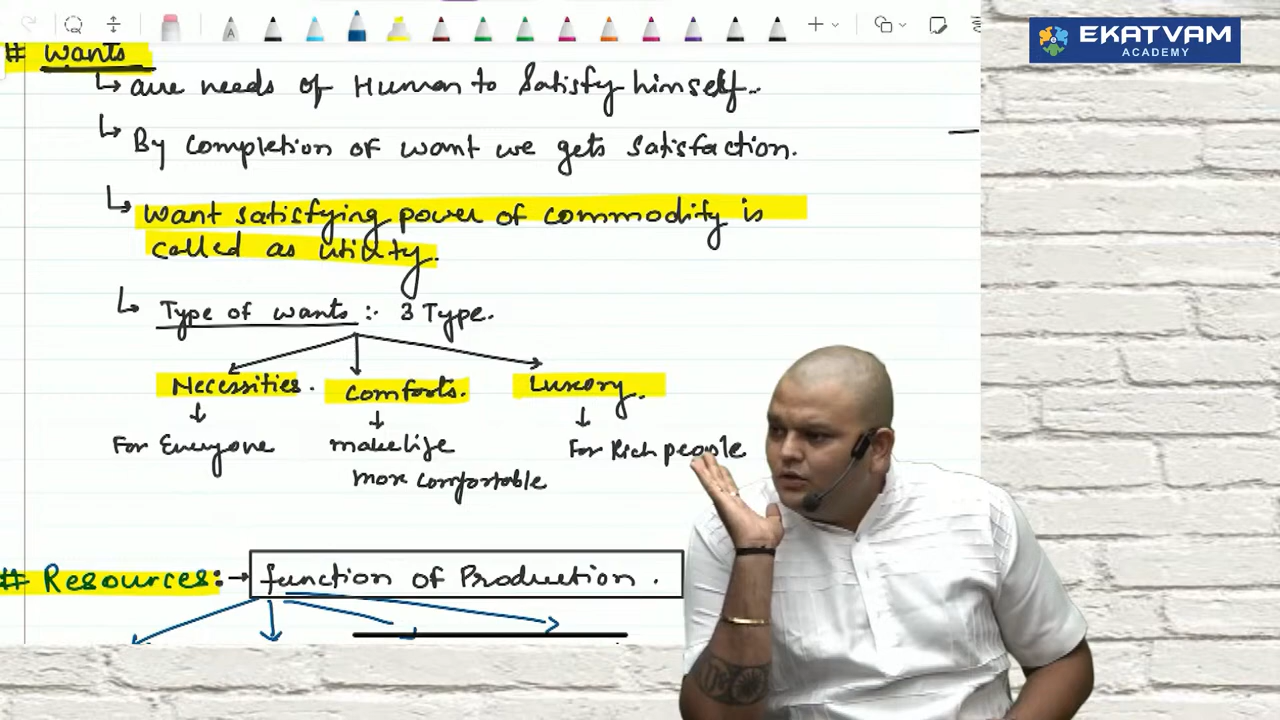 EKATVAM
ACADEMY
# Wants
↳ are needs of Human to Satisfy himself.
↳ By completion of want we gets satisfaction.
↳ want satisfying power of commodity is
called as utility.
↳ Type of wants :- 3 Type.
Necessities. Comforts. Luxury.
For Everyone make life For Rich people
more comfortable
# Resources :→ function of Production.